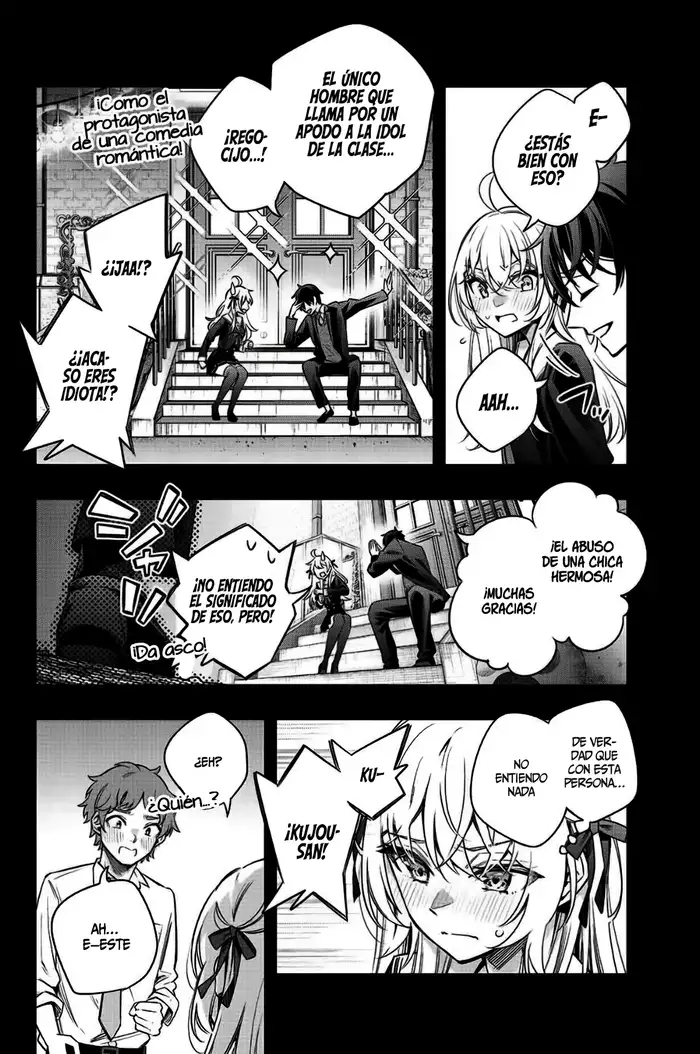 E-
¿ESTÁS
BIEN CON
ESO?
AAH...
EL ÚNICO
HOMBRE QUE
LLAMA POR UN
APODO A LA IDOL
DE LA CLASE...
¡REGO-
CIJO...!
¡Como el
protagonista
de una comedia
romántica!
¿¡JAA!?
¿¡ACA-
SO ERES
IDIOTA!?
¡EL ABUSO
DE UNA CHICA
HERMOSA!
¡MUCHAS
GRACIAS!
¡NO ENTIENDO
EL SIGNIFICADO
DE ESO, PERO!
¡Da asco!
ジャッ
DE VER-
DAD QUE CON
ESTA
PERSONA...
NO
ENTIENDO
NADA
KU-
¡KUJOU-
SAN!
¿EH?
¿Quién...?
AH...
E-ESTE